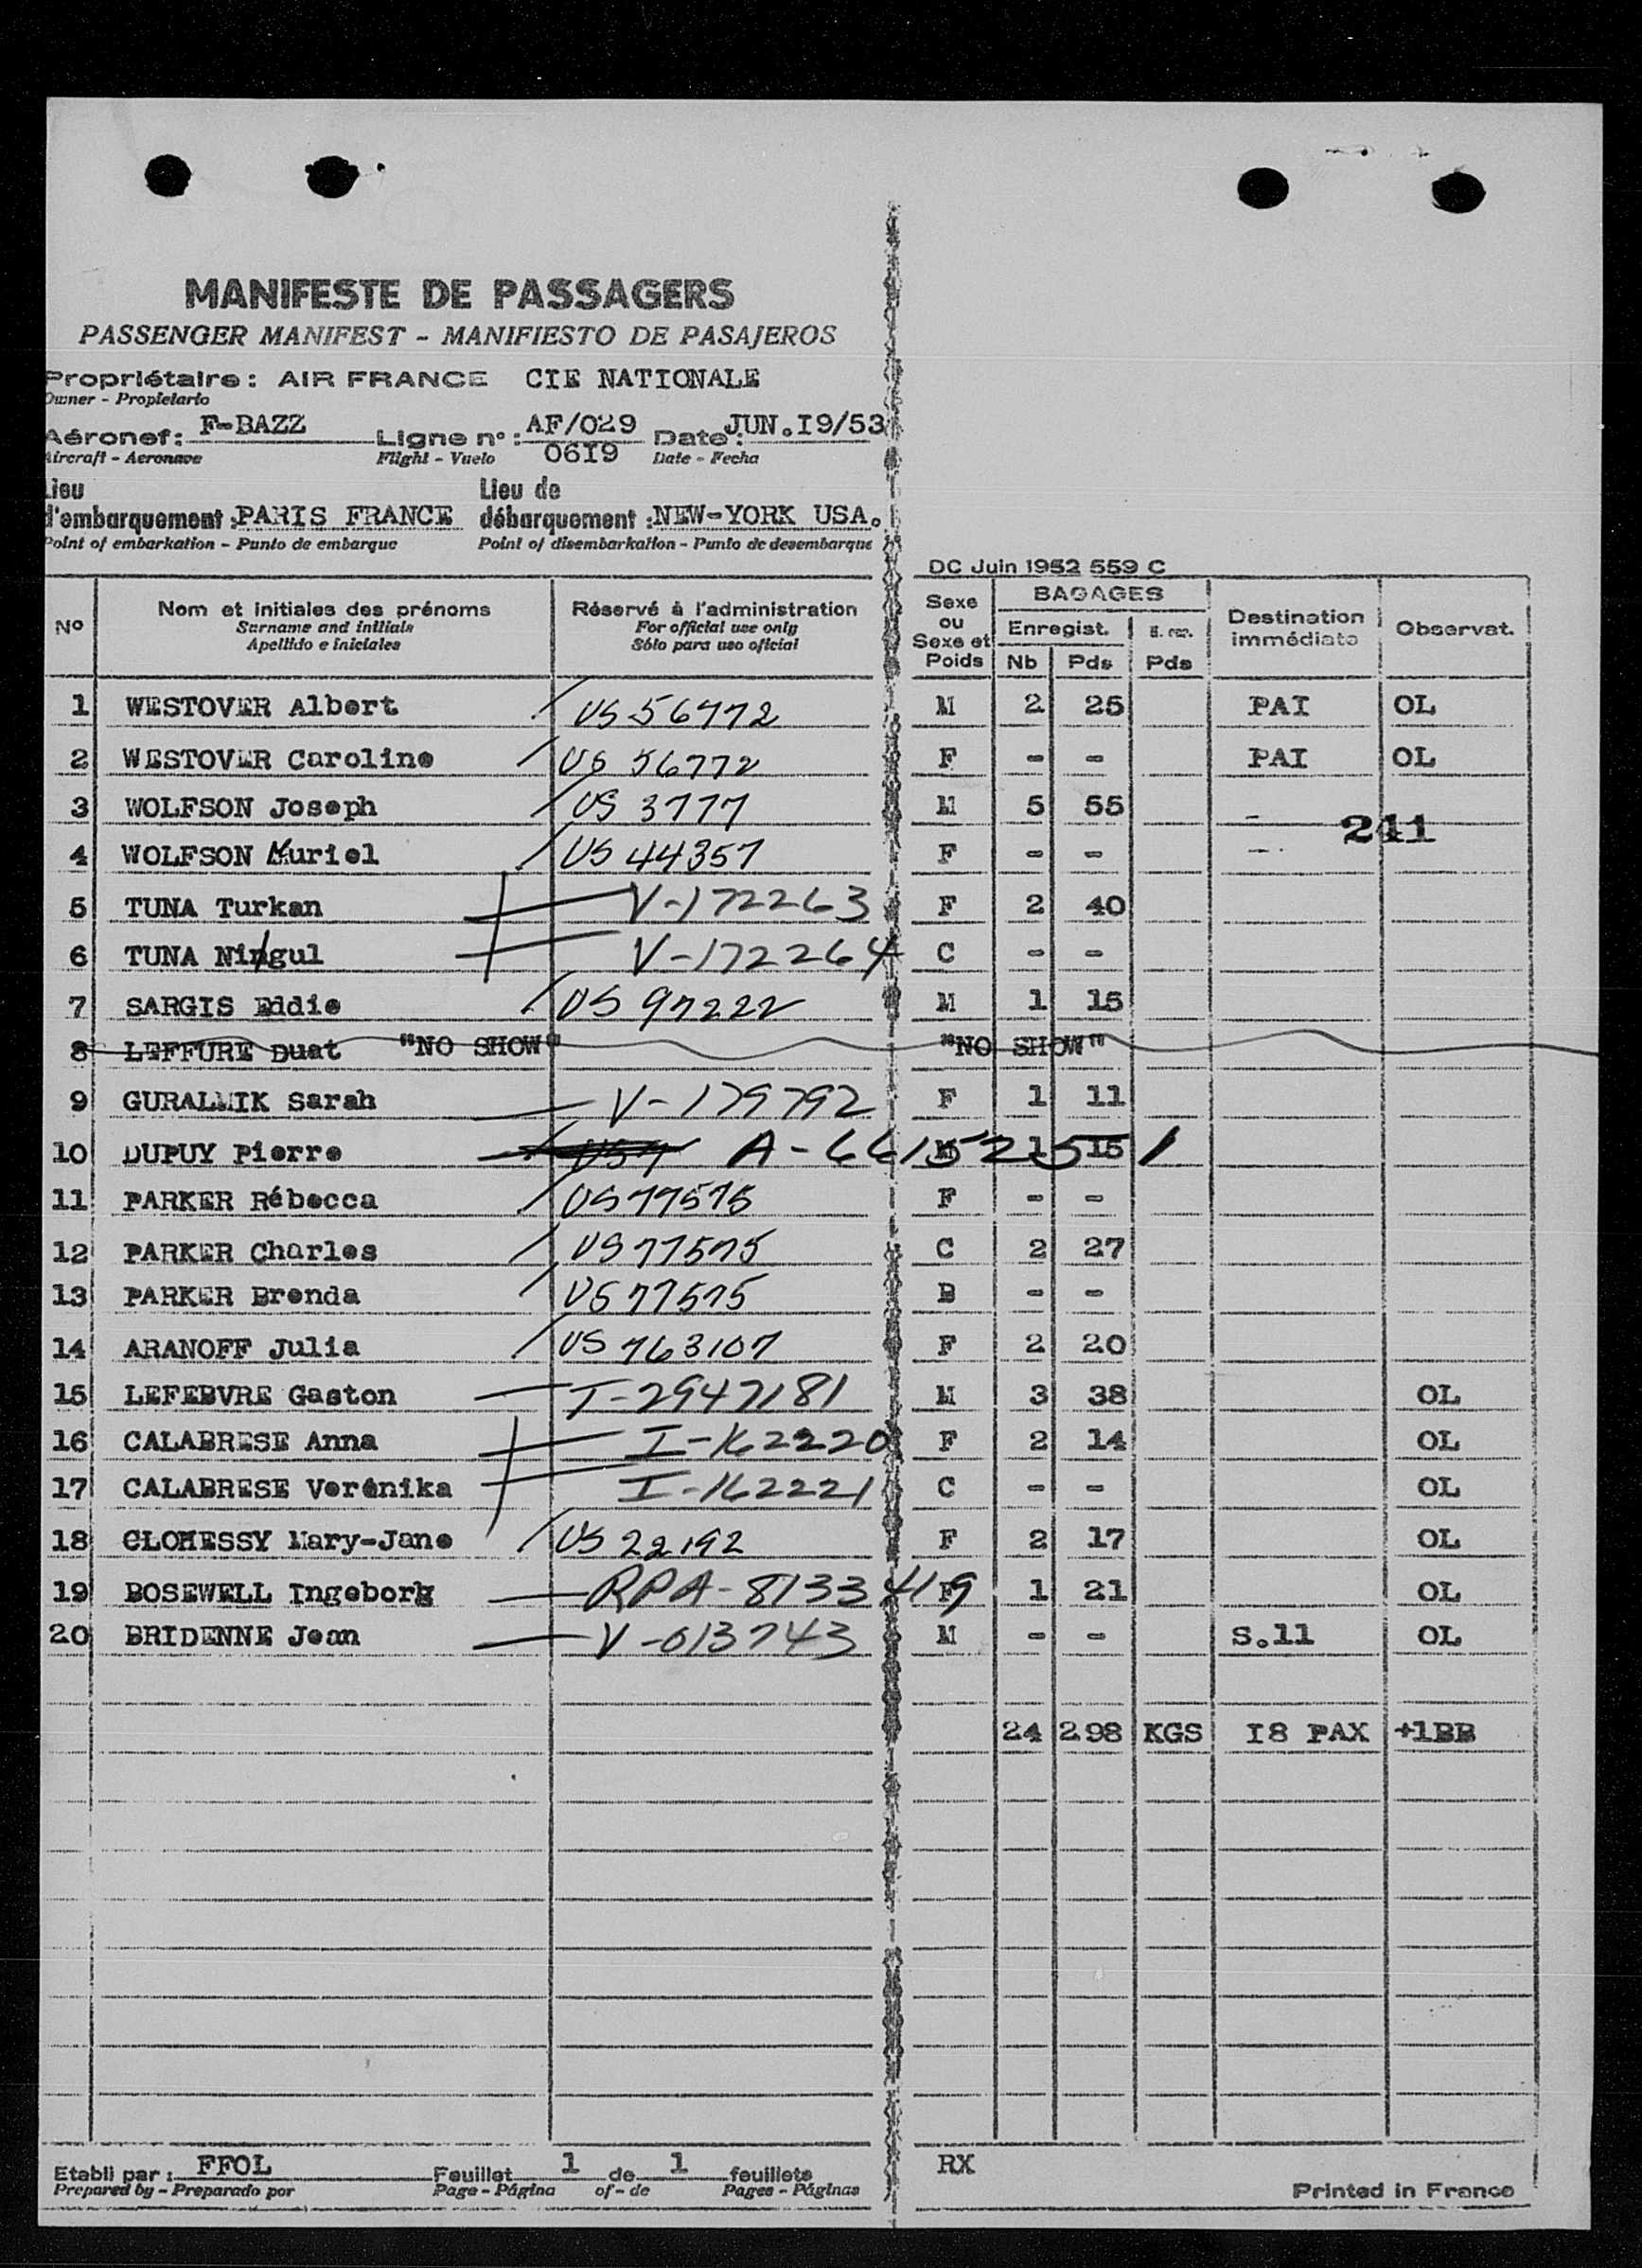 MANIFESTE DE PASSAGERS
PASSENGER MANIFEST - MANIFIESTO DE PASAJEROS
Propriétaire : AIR FRANCE CIE NATIONALE
Owner - Propietario
Aéronef : F-BAZZ Ligne n° : AF/029 Date : JUN.I9/53
Aircraft - Aeronave Flight - Vuelo 06I9 Date - Fecha
Lieu Lieu de
d'embarquement : PARIS FRANCE débarquement : NEW-YORK USA.
Point of embarkation - Punto de embarque Point of disembarkation - Punto de desembarque
DC Juin 1952 559 C
N° Nom et initiales des prénoms Réservé à l'administration Sexe ou Sexe et Poids BAGAGES Destination immédiate Observat.
Surname and initials For official use only Enregist.
Apellido e iniciales Sólo para uso oficial Nb Pds Pds
1 WESTOVER Albert US 56772 M 2 25 PAI OL
2 WESTOVER Caroline US 56772 F - - PAI OL
3 WOLFSON Joseph US 3777 M 5 55 -
241
4 WOLFSON Muriel US 44357 F - - -
5 TUNA Turkan V-172263 F 2 40
6 TUNA Ningul V-172264 C - -
7 SARGIS Eddie US 97222 M 1 15
8 LEFFURE Duat "NO SHOW" "NO SHOW"
9 GURALNIK Sarah V-179792 F 1 11
10 DUPUY Pierre A-6615255 M 1 15
11 PARKER Rébecca US 77575 F - -
12 PARKER Charles US 77575 C 2 27
13 PARKER Brenda US 77575 B - -
14 ARANOFF Julia US 763107 F 2 20
15 LEFEBVRE Gaston T-2947181 M 3 38 OL
16 CALABRESE Anna I-162220 F 2 14 OL
17 CALABRESE Verénika I-162221 C - - OL
18 CLOHESSY Mary-Jane US 22192 F 2 17 OL
19 BOSEWELL Ingeborg RPA-8133419 F 1 21 OL
20 BRIDENNE Jean V-013743 M - - S.11 OL
24 298 KGS I8 PAX +1BB
Etabli par : FFOL Feuillet 1 de 1 feuillets RX
Prepared by - Preparado por Page - Página of - de Pages - Páginas Printed in France